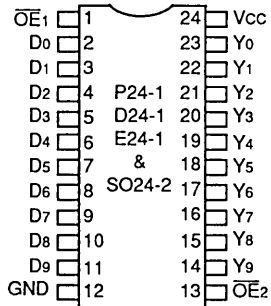 OE1 1 24 Vcc
D0 2 23 Y0
D1 3 22 Y1
D2 4 P24-1 21 Y2
D3 5 D24-1 20 Y3
D4 6 E24-1 19 Y4
D5 7 & 18 Y5
D6 8 SO24-2 17 Y6
D7 9 16 Y7
D8 10 15 Y8
D9 11 14 Y9
GND 12 13 OE2